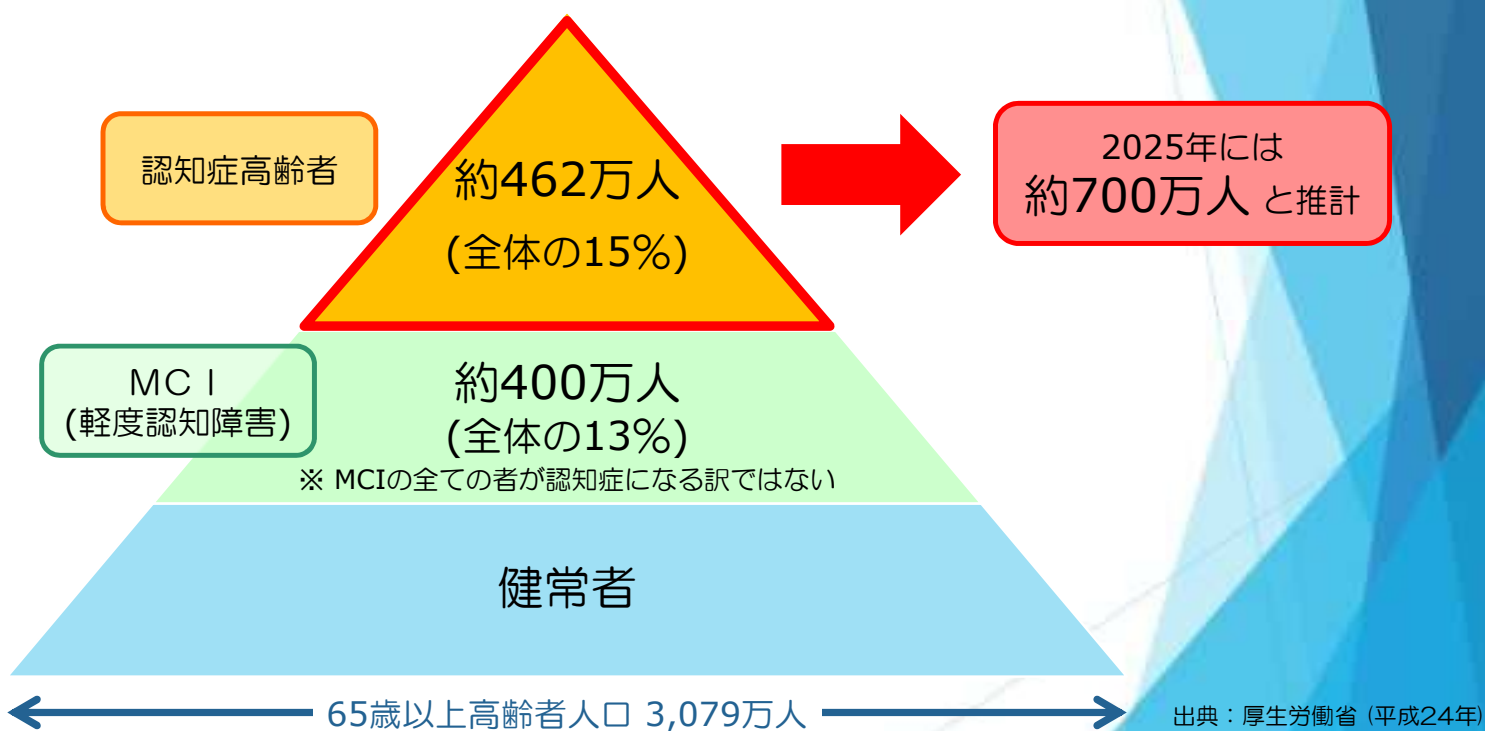 認知症高齢者
約462万人
(全体の15%)
2025年には
約700万人 と推計
MCI
(軽度認知障害)
約400万人
(全体の13%)
※ MCIの全ての者が認知症になる訳ではない
健常者
65歳以上高齢者人口 3,079万人
出典：厚生労働省 (平成24年)